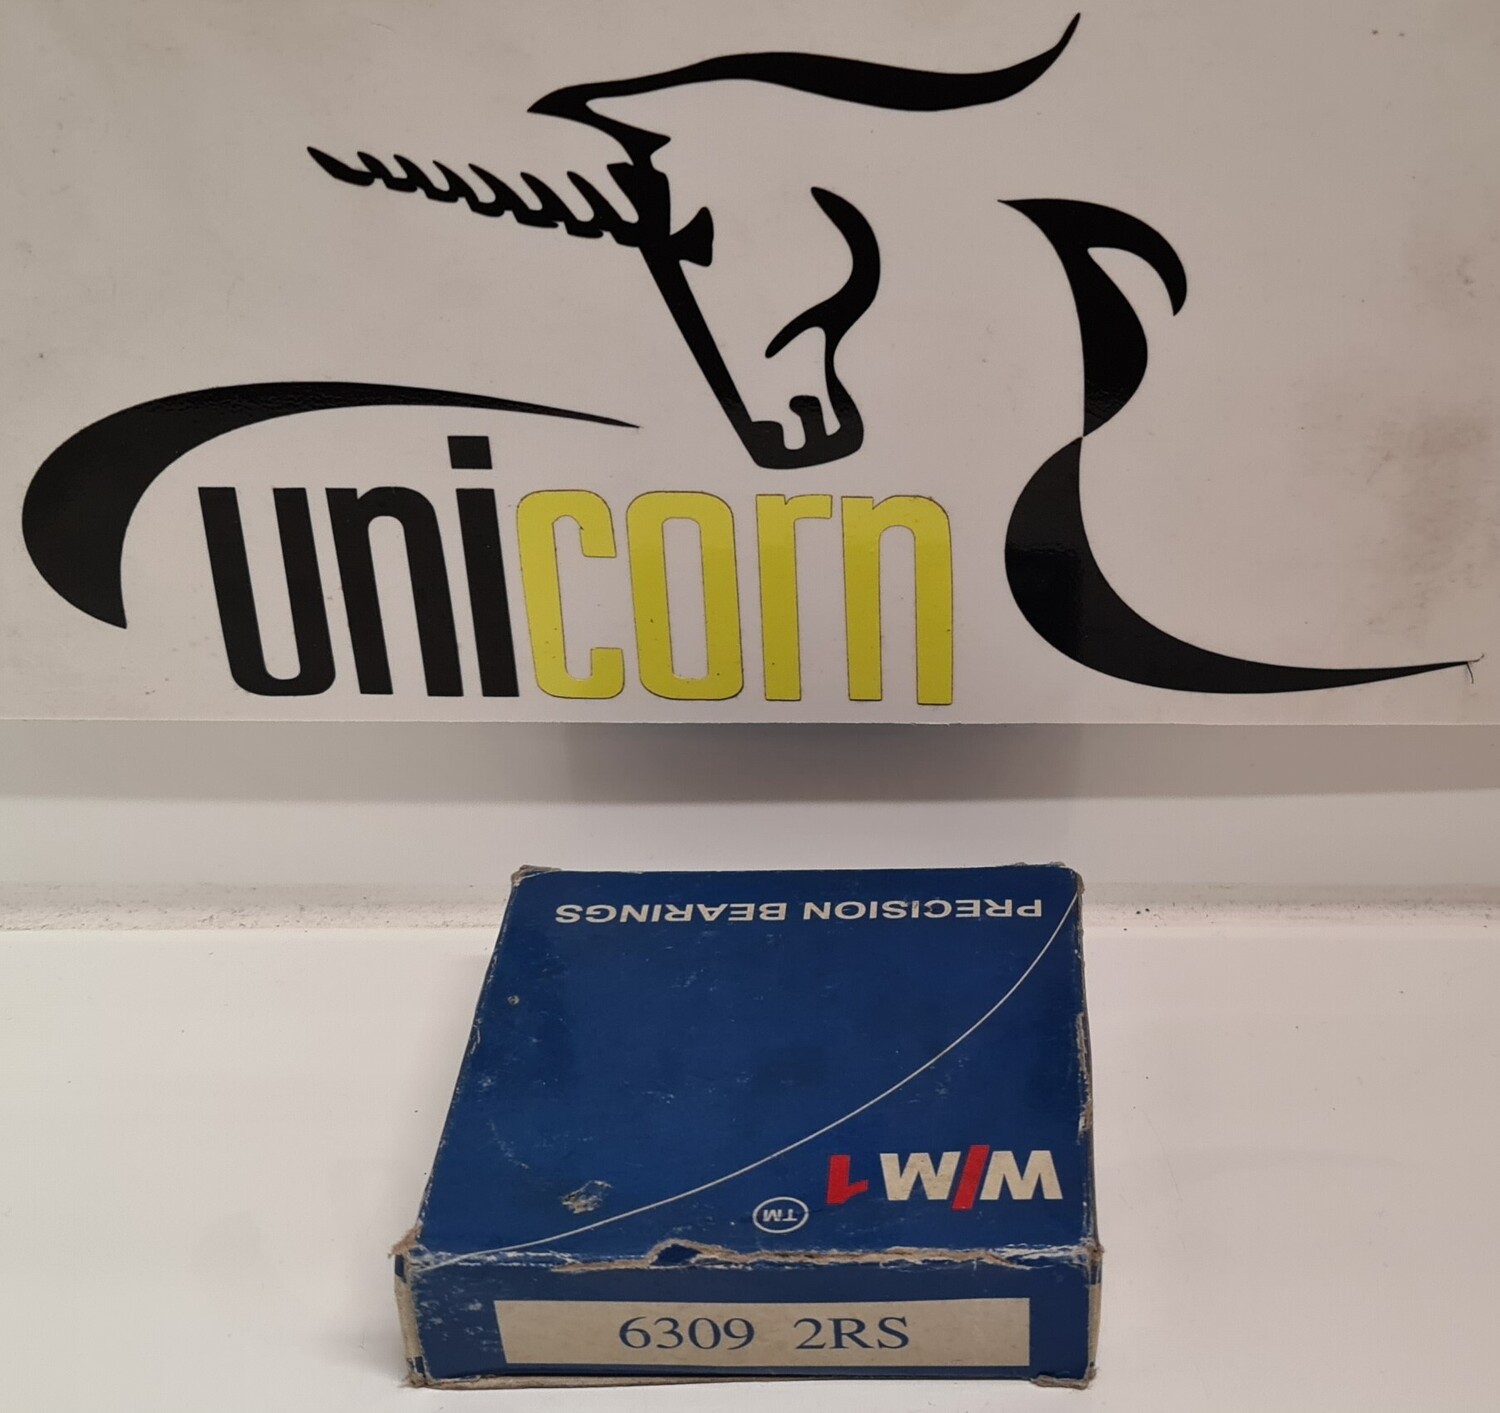 unicorn
PRECISION BEARINGS
W/M1
TM
6309 2RS